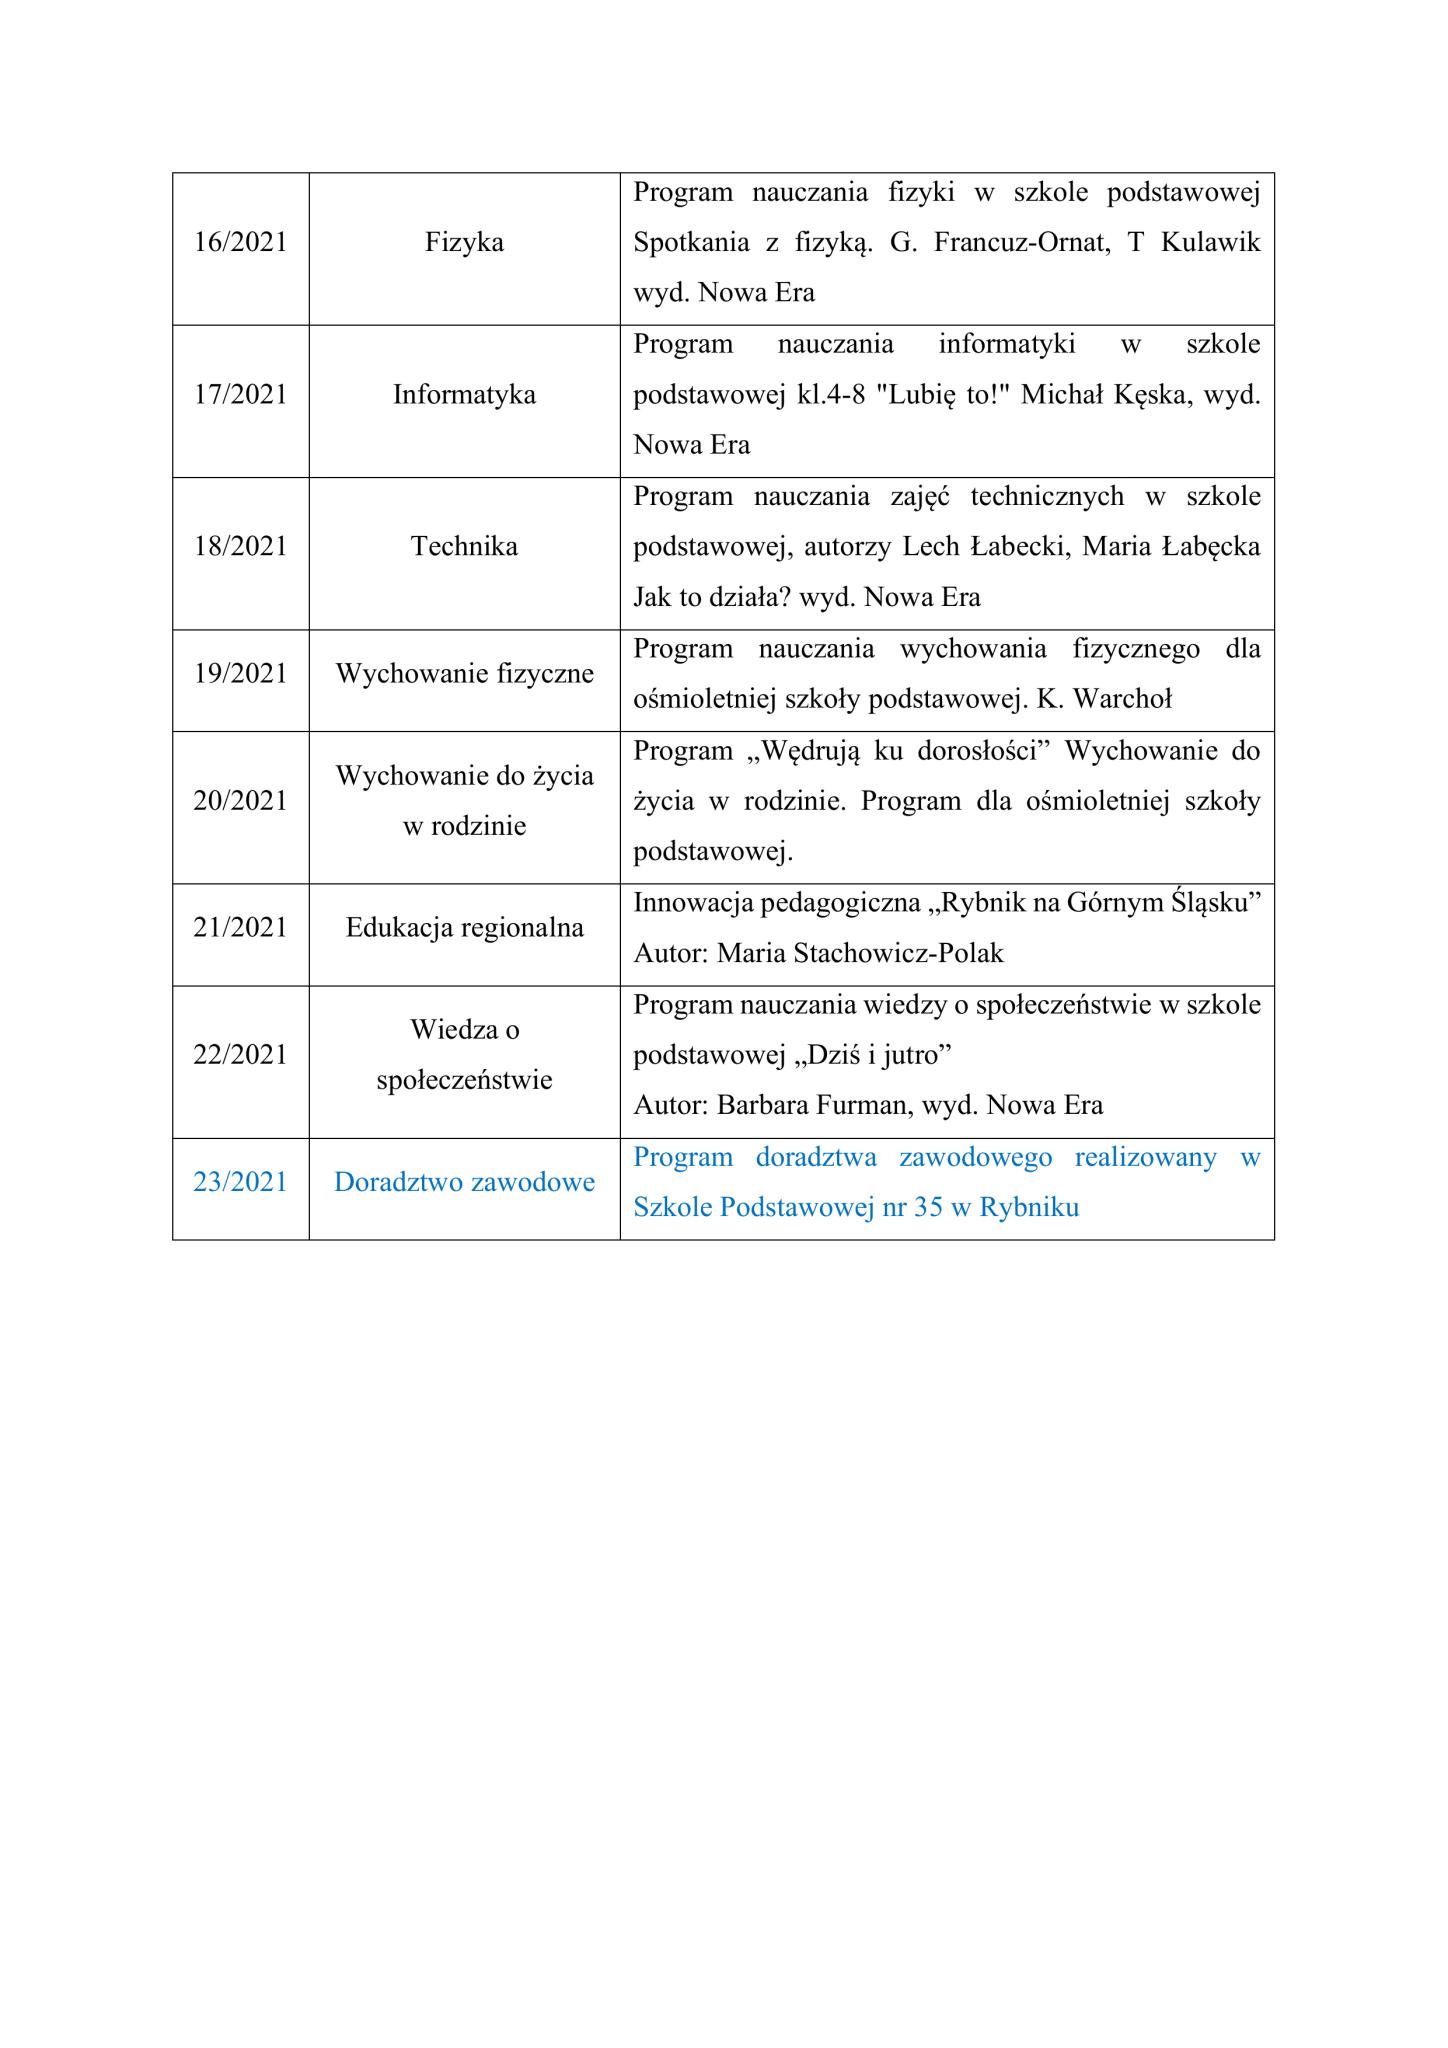 16/2021
Fizyka
Program nauczania fizyki w szkole podstawowej
Spotkania z fizyką. G. Francuz-Ornat, T Kulawik
wyd. Nowa Era
17/2021
Informatyka
Program nauczania informatyki w szkole
podstawowej kl.4-8 "Lubię to!" Michał Kęska, wyd.
Nowa Era
18/2021
Technika
Program nauczania zajęć technicznych w szkole
podstawowej, autorzy Lech Łabecki, Maria Łabęcka
Jak to działa? wyd. Nowa Era
19/2021
Wychowanie fizyczne
Program nauczania wychowania fizycznego dla
ośmioletniej szkoły podstawowej. K. Warchoł
20/2021
Wychowanie do życia
w rodzinie
Program „Wędrują ku dorosłości” Wychowanie do
życia w rodzinie. Program dla ośmioletniej szkoły
podstawowej.
21/2021
Edukacja regionalna
Innowacja pedagogiczna „Rybnik na Górnym Śląsku”
Autor: Maria Stachowicz-Polak
22/2021
Wiedza o
społeczeństwie
Program nauczania wiedzy o społeczeństwie w szkole
podstawowej „Dziś i jutro”
Autor: Barbara Furman, wyd. Nowa Era
23/2021
Doradztwo zawodowe
Program doradztwa zawodowego realizowany w
Szkole Podstawowej nr 35 w Rybniku